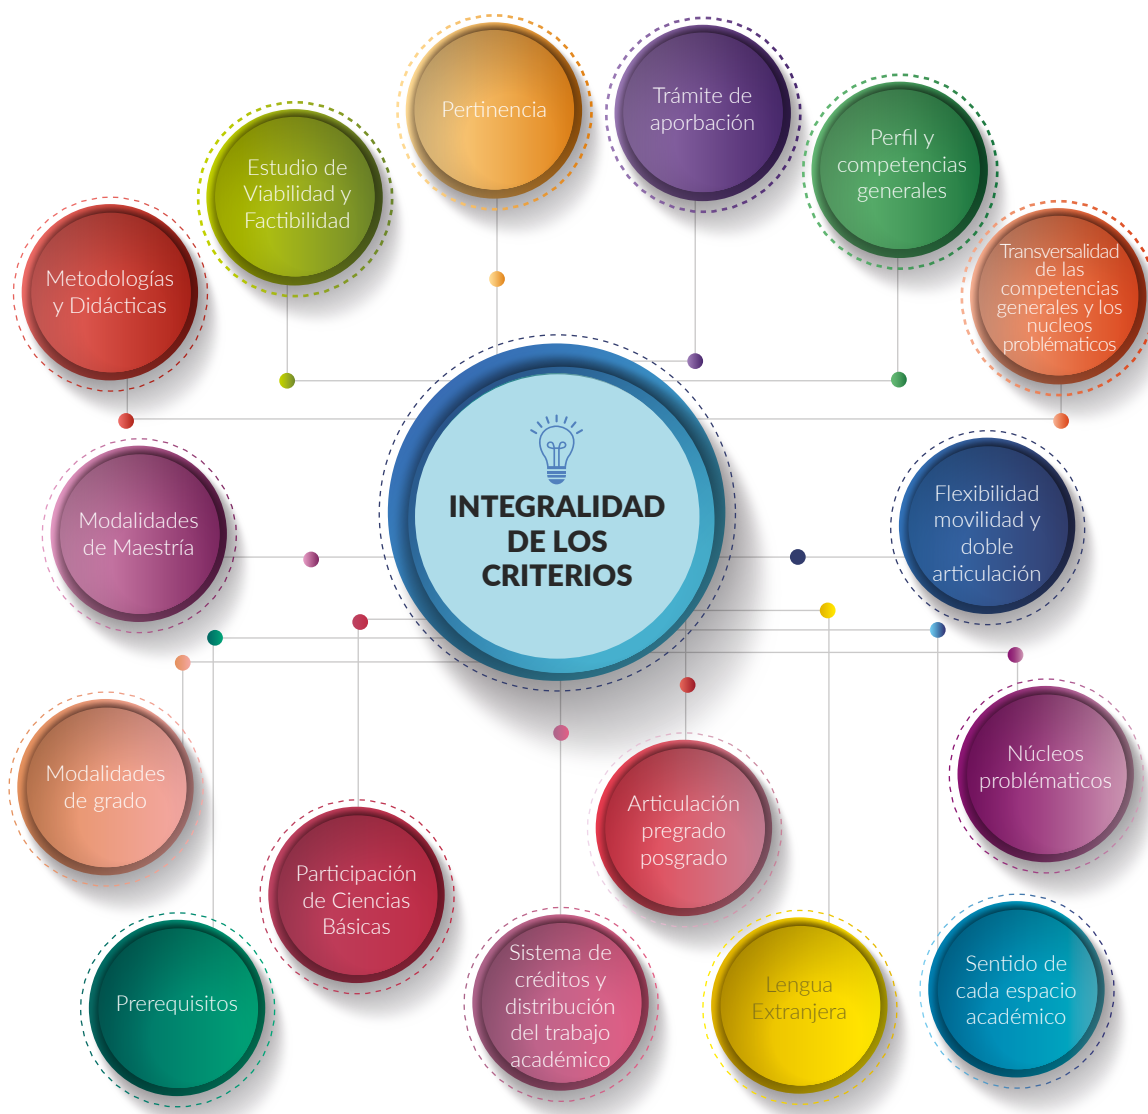 Pertinencia
Trámite de
aporbación
Perfil y
competencias
generales
Estudio de
Viabilidad y
Factibilidad
Transversalidad
de las
competencias
generales y los
nucleos
problématicos
Metodologías
y Didácticas
INTEGRALIDAD
DE LOS
CRITERIOS
Modalidades
de Maestría
Flexibilidad
movilidad y
doble
articulación
Modalidades
de grado
Núcleos
problématicos
Articulación
pregrado
posgrado
Participación
de Ciencias
Básicas
Prerequisitos
Sistema de
créditos y
distribución
del trabajo
académico
Lengua
Extranjera
Sentido de
cada espacio
académico